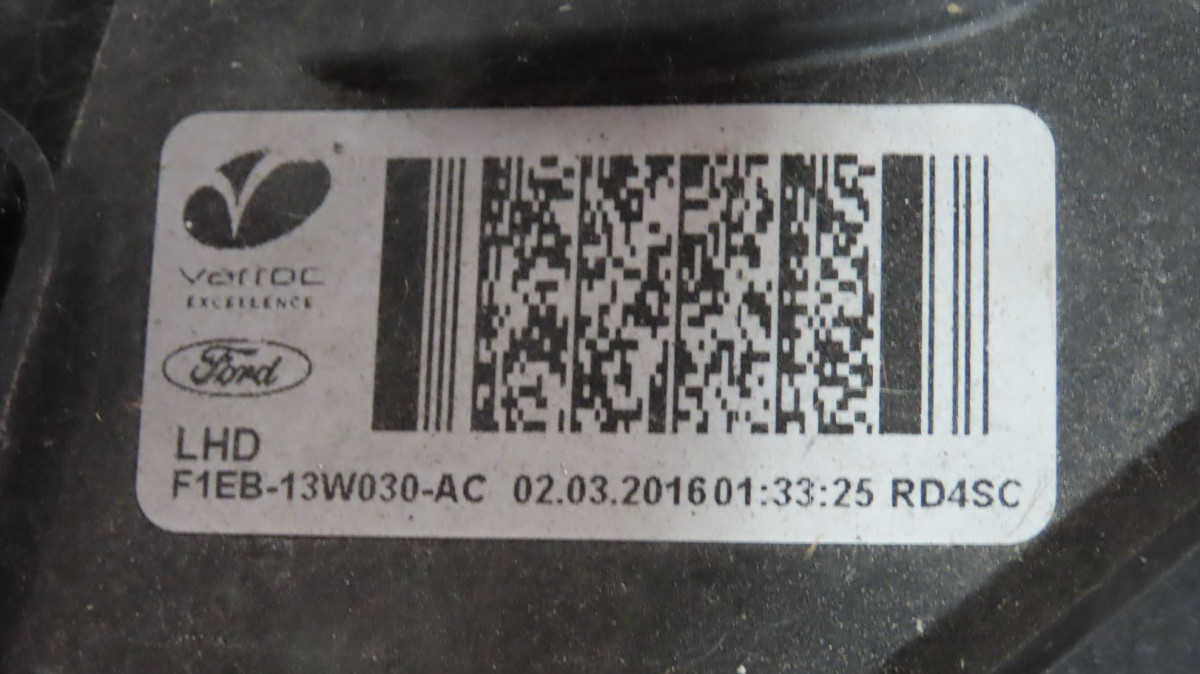 varroc
EXCELLENCE
Ford
LHD
F1EB-13W030-AC 02.03.2016 01:33:25 RD4SC